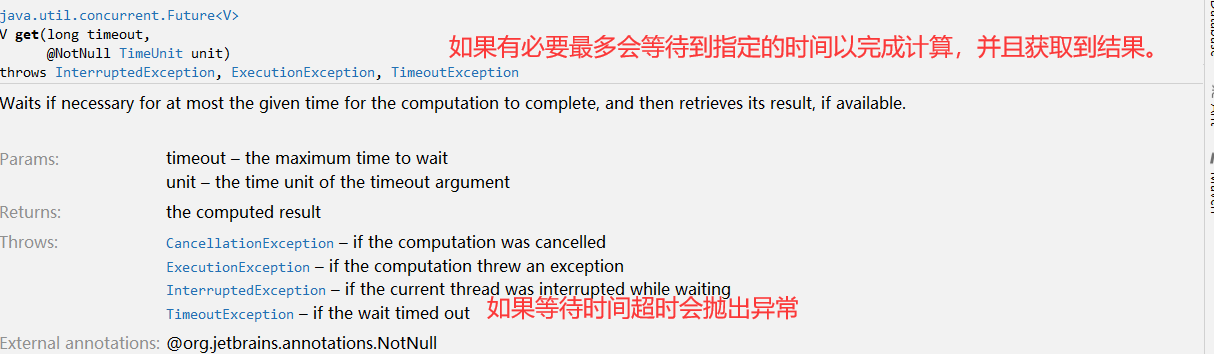 java.util.concurrent.Future<V>
V get(long timeout,
@NotNull TimeUnit unit)
throws InterruptedException, ExecutionException, TimeoutException
如果有必要最多会等待到指定的时间以完成计算，并且获取到结果。
Waits if necessary for at most the given time for the computation to complete, and then retrieves its result, if available.
Params: timeout – the maximum time to wait
unit – the time unit of the timeout argument
Returns: the computed result
Throws: CancellationException – if the computation was cancelled
ExecutionException – if the computation threw an exception
InterruptedException – if the current thread was interrupted while waiting
TimeoutException – if the wait timed out 如果等待时间超时会抛出异常
External annotations: @org.jetbrains.annotations.NotNull